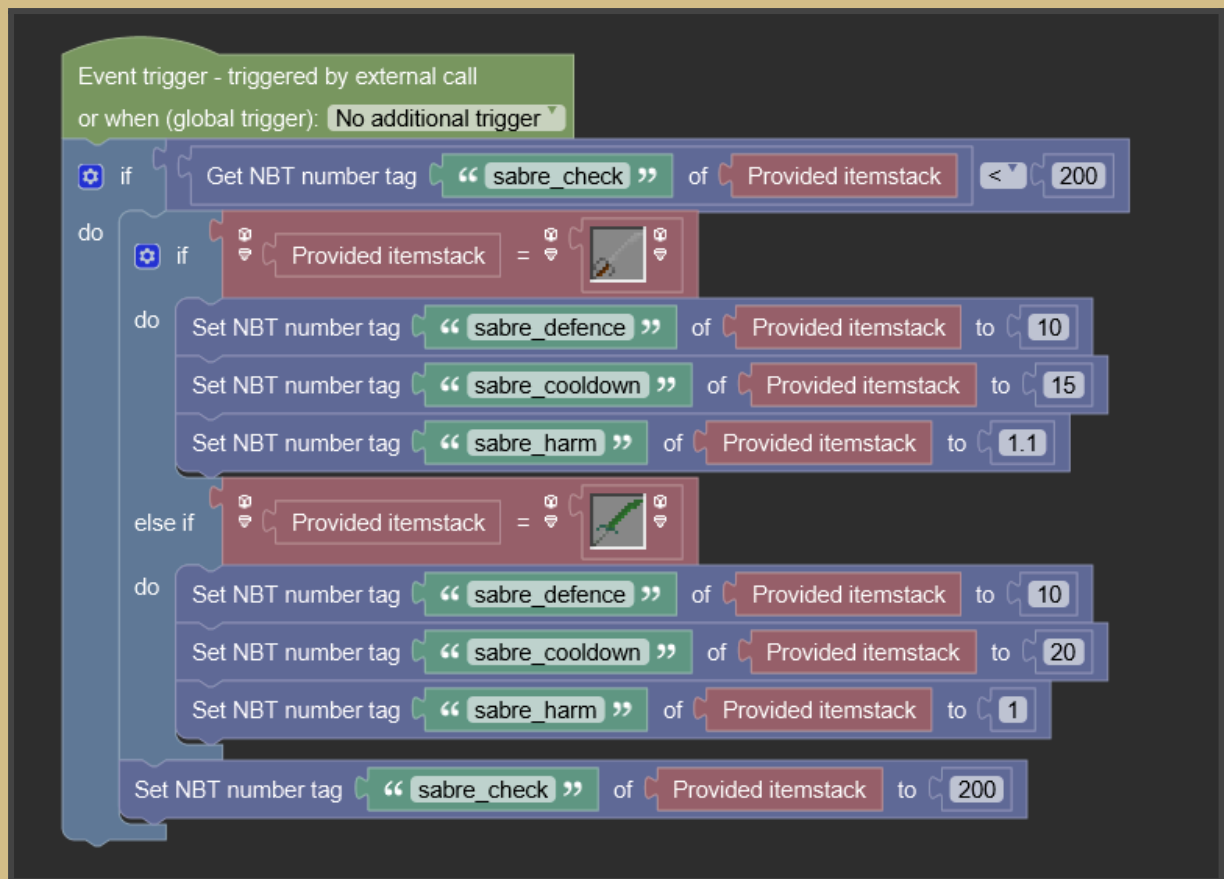 Event trigger - triggered by external call
or when (global trigger): No additional trigger
if Get NBT number tag “ sabre_check ” of Provided itemstack < 200
do
if Provided itemstack =
do Set NBT number tag “ sabre_defence ” of Provided itemstack to 10
Set NBT number tag “ sabre_cooldown ” of Provided itemstack to 15
Set NBT number tag “ sabre_harm ” of Provided itemstack to 1.1
else if Provided itemstack =
do Set NBT number tag “ sabre_defence ” of Provided itemstack to 10
Set NBT number tag “ sabre_cooldown ” of Provided itemstack to 20
Set NBT number tag “ sabre_harm ” of Provided itemstack to 1
Set NBT number tag “ sabre_check ” of Provided itemstack to 200